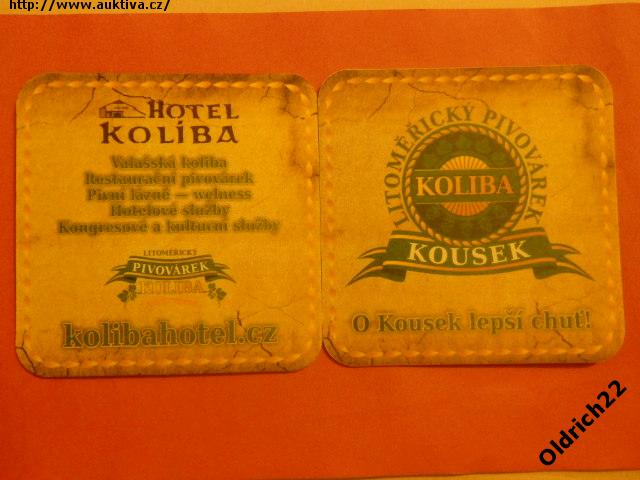 http://www.auktiva.cz/
HOTEL
KOLIBA
Valašská koliba
Restaurační pivovárek
Pivní lázně – welness
Hotelové služby
Kongresové a kulturní služby
LITOMĚŘICKÝ
PIVOVÁREK
KOLIBA
kolibahotel.cz
LITOMĚŘICKÝ PIVOVÁREK
KOLIBA
KOUSEK
O Kousek lepší chuť!
Oldrich22